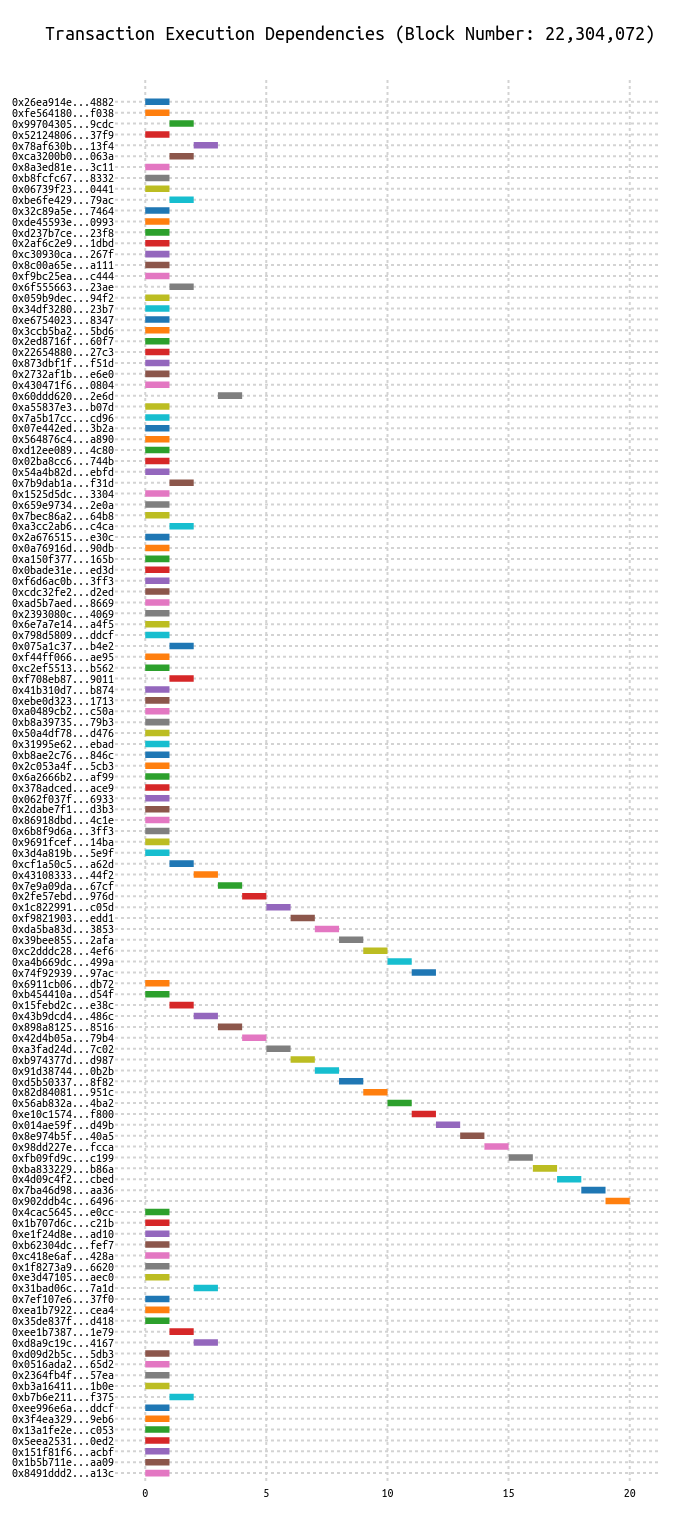 Transaction Execution Dependencies (Block Number: 22,304,072)
0x26ea914e...4882
0xfe564180...f038
0x99704305...9cdc
0x52124806...37f9
0x78af630b...13f4
0xca3200b0...063a
0x8a3ed81e...3c11
0xb8fcfc67...8332
0x06739f23...0441
0xbe6fe429...79ac
0x32c89a5e...7464
0xde45593e...0993
0xd237b7ce...23f8
0x2af6c2e9...1dbd
0xc30930ca...267f
0x8c00a65e...a111
0xf9bc25ea...c444
0x6f555663...23ae
0x059b9dec...94f2
0x34df3280...23b7
0xe6754023...8347
0x3ccb5ba2...5bd6
0x2ed8716f...60f7
0x22654880...27c3
0x873dbf1f...f51d
0x2732af1b...e6e0
0x430471f6...0804
0x60ddd620...2e6d
0xa55837e3...b07d
0x7a5b17cc...cd96
0x07e442ed...3b2a
0x564876c4...a890
0xd12ee089...4c80
0x02ba8cc6...744b
0x54a4b82d...ebfd
0x7b9dab1a...f31d
0x1525d5dc...3304
0x659e9734...2e0a
0x7bec86a2...64b8
0xa3cc2ab6...c4ca
0x2a676515...e30c
0x0a76916d...90db
0xa150f377...165b
0x0bade31e...ed3d
0xf6d6ac0b...3ff3
0xcdc32fe2...d2ed
0xad5b7aed...8669
0x2393080c...4069
0x6e7a7e14...a4f5
0x798d5809...ddcf
0x075a1c37...b4e2
0xf44ff066...ae95
0xc2ef5513...b562
0xf708eb87...9011
0x41b310d7...b874
0xebe0d323...1713
0xa0489cb2...c50a
0xb8a39735...79b3
0x50a4df78...d476
0x31995e62...ebad
0xb8ae2c76...846c
0x2c053a4f...5cb3
0x6a2666b2...af99
0x378adced...ace9
0x062f037f...6933
0x2dabe7f1...d3b3
0x86918dbd...4c1e
0x6b8f9d6a...3ff3
0x9691fcef...14ba
0x3d4a819b...5e9f
0xcf1a50c5...a62d
0x43108333...44f2
0x7e9a09da...67cf
0x2fe57ebd...976d
0x1c822991...c05d
0xf9821903...edd1
0xda5ba83d...3853
0x39bee855...2afa
0xc2dddc28...4ef6
0xa4b669dc...499a
0x74f92939...97ac
0x6911cb06...db72
0xb454410a...d54f
0x15febd2c...e38c
0x43b9dcd4...486c
0x898a8125...8516
0x42d4b05a...79b4
0xa3fad24d...7c02
0xb974377d...d987
0x91d38744...0b2b
0xd5b50337...8f82
0x82d84081...951c
0x56ab832a...4ba2
0xe10c1574...f800
0x014ae59f...d49b
0x8e974b5f...40a5
0x98dd227e...fcca
0xfb09fd9c...c199
0xba833229...b86a
0x4d09c4f2...cbed
0x7ba46d98...aa36
0x902ddb4c...6496
0x4cac5645...e0cc
0x1b707d6c...c21b
0xe1f24d8e...ad10
0xb62304dc...fef7
0xc418e6af...428a
0x1f8273a9...6620
0xe3d47105...aec0
0x31bad06c...7a1d
0x7ef107e6...37f0
0xea1b7922...cea4
0x35de837f...d418
0xee1b7387...1e79
0xd8a9c19c...4167
0xd09d2b5c...5db3
0x0516ada2...65d2
0x2364fb4f...57ea
0xb3a16411...1b0e
0xb7b6e211...f375
0xee996e6a...ddcf
0x3f4ea329...9eb6
0x13a1fe2e...c053
0x5eea2531...0ed2
0x151f81f6...acbf
0x1b5b711e...aa09
0x8491ddd2...a13c
0 5 10 15 20